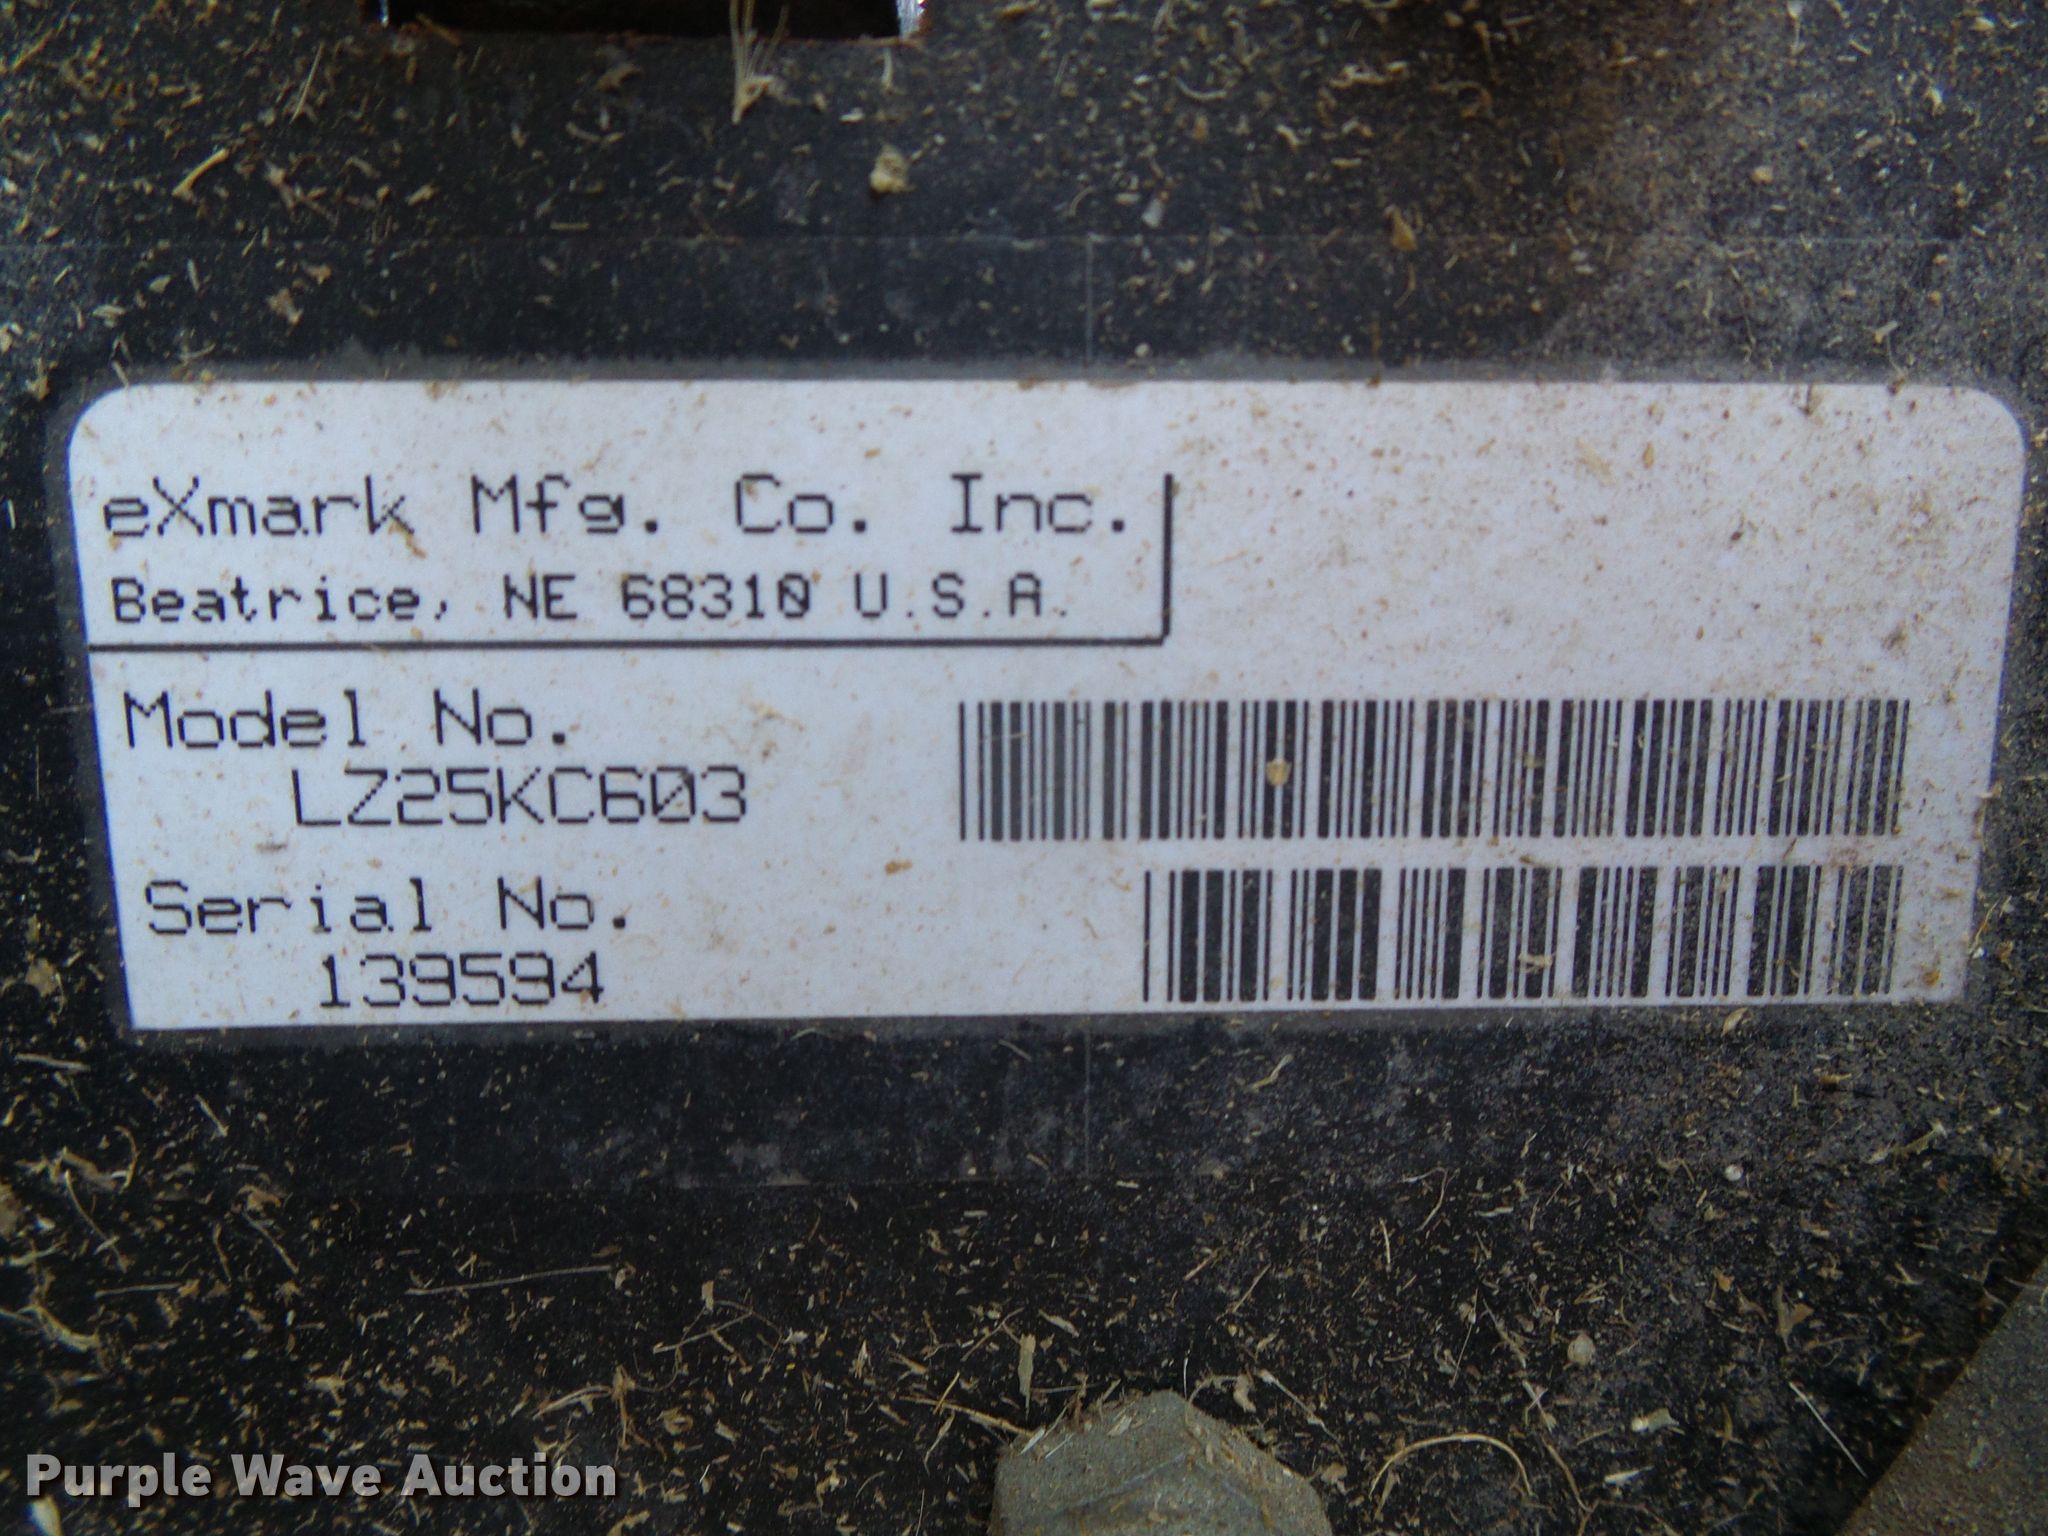 eXmark Mfg. Co. Inc.
Beatrice, NE 68310 U.S.A.
Model No.
LZ25KC603
Serial No.
139594
Purple Wave Auction